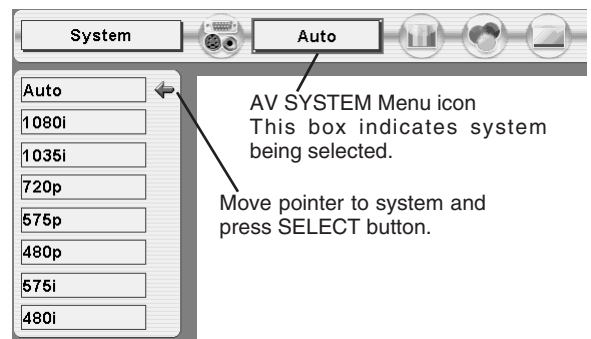 System
Auto
Auto
1080i
1035i
720p
575p
480p
575i
480i
AV SYSTEM Menu icon
This box indicates system
being selected.
Move pointer to system and
press SELECT button.